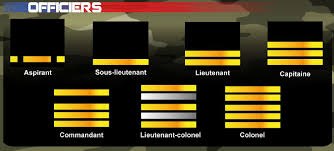 OFFICIERS
Aspirant Sous-lieutenant Lieutenant Capitaine
Commandant Lieutenant-colonel Colonel